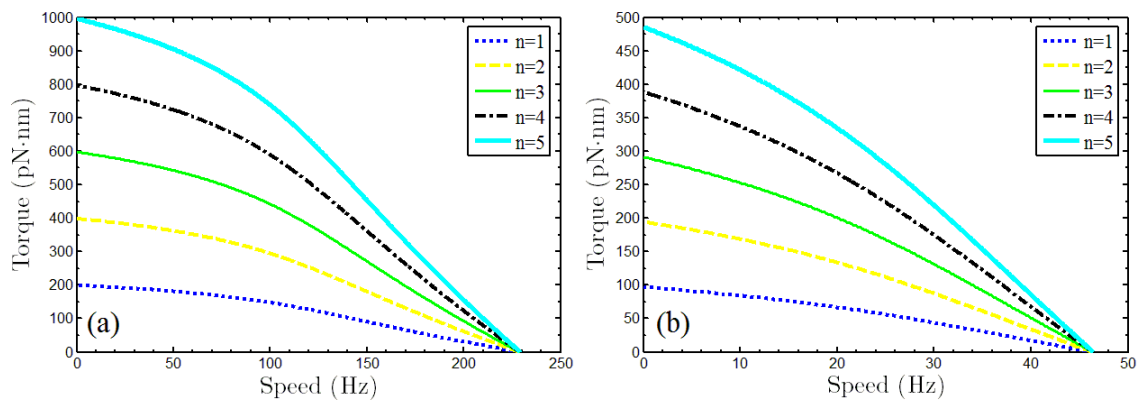 1000
900
800
700
600
500
400
300
200
100
0
Torque (pN·nm)
n=1
n=2
n=3
n=4
n=5
(a)
0 50 100 150 200 250
Speed (Hz)
500
450
400
350
300
250
200
150
100
50
0
Torque (pN·nm)
n=1
n=2
n=3
n=4
n=5
(b)
0 10 20 30 40 50
Speed (Hz)